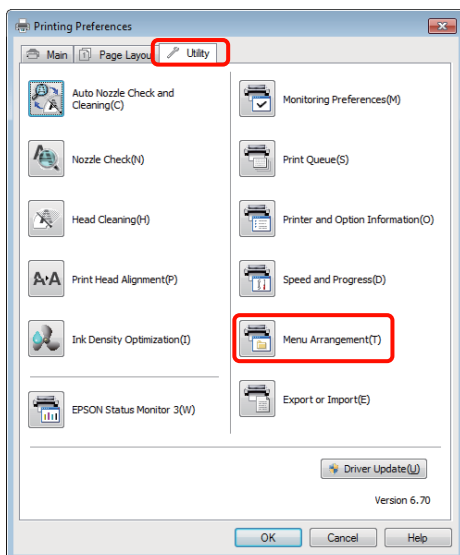 Printing Preferences
Main
Page Layou
Utility
Auto Nozzle Check and
Cleaning(C)
Monitoring Preferences(M)
Nozzle Check(N)
Print Queue(S)
Head Cleaning(H)
Printer and Option Information(O)
Print Head Alignment(P)
Speed and Progress(D)
Ink Density Optimization(I)
Menu Arrangement(T)
EPSON Status Monitor 3(W)
Export or Import(E)
Driver Update(U)
Version 6.70
OK
Cancel
Help